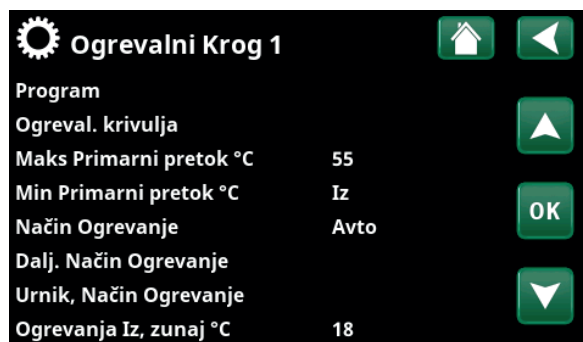 Ogrevalni Krog 1
Program
Ogreval. krivulja
Maks Primarni pretok °C 55
Min Primarni pretok °C Iz
Način Ogrevanje Avto
OK
Dalj. Način Ogrevanje
Urnik, Način Ogrevanje
Ogrevanja Iz, zunaj °C 18